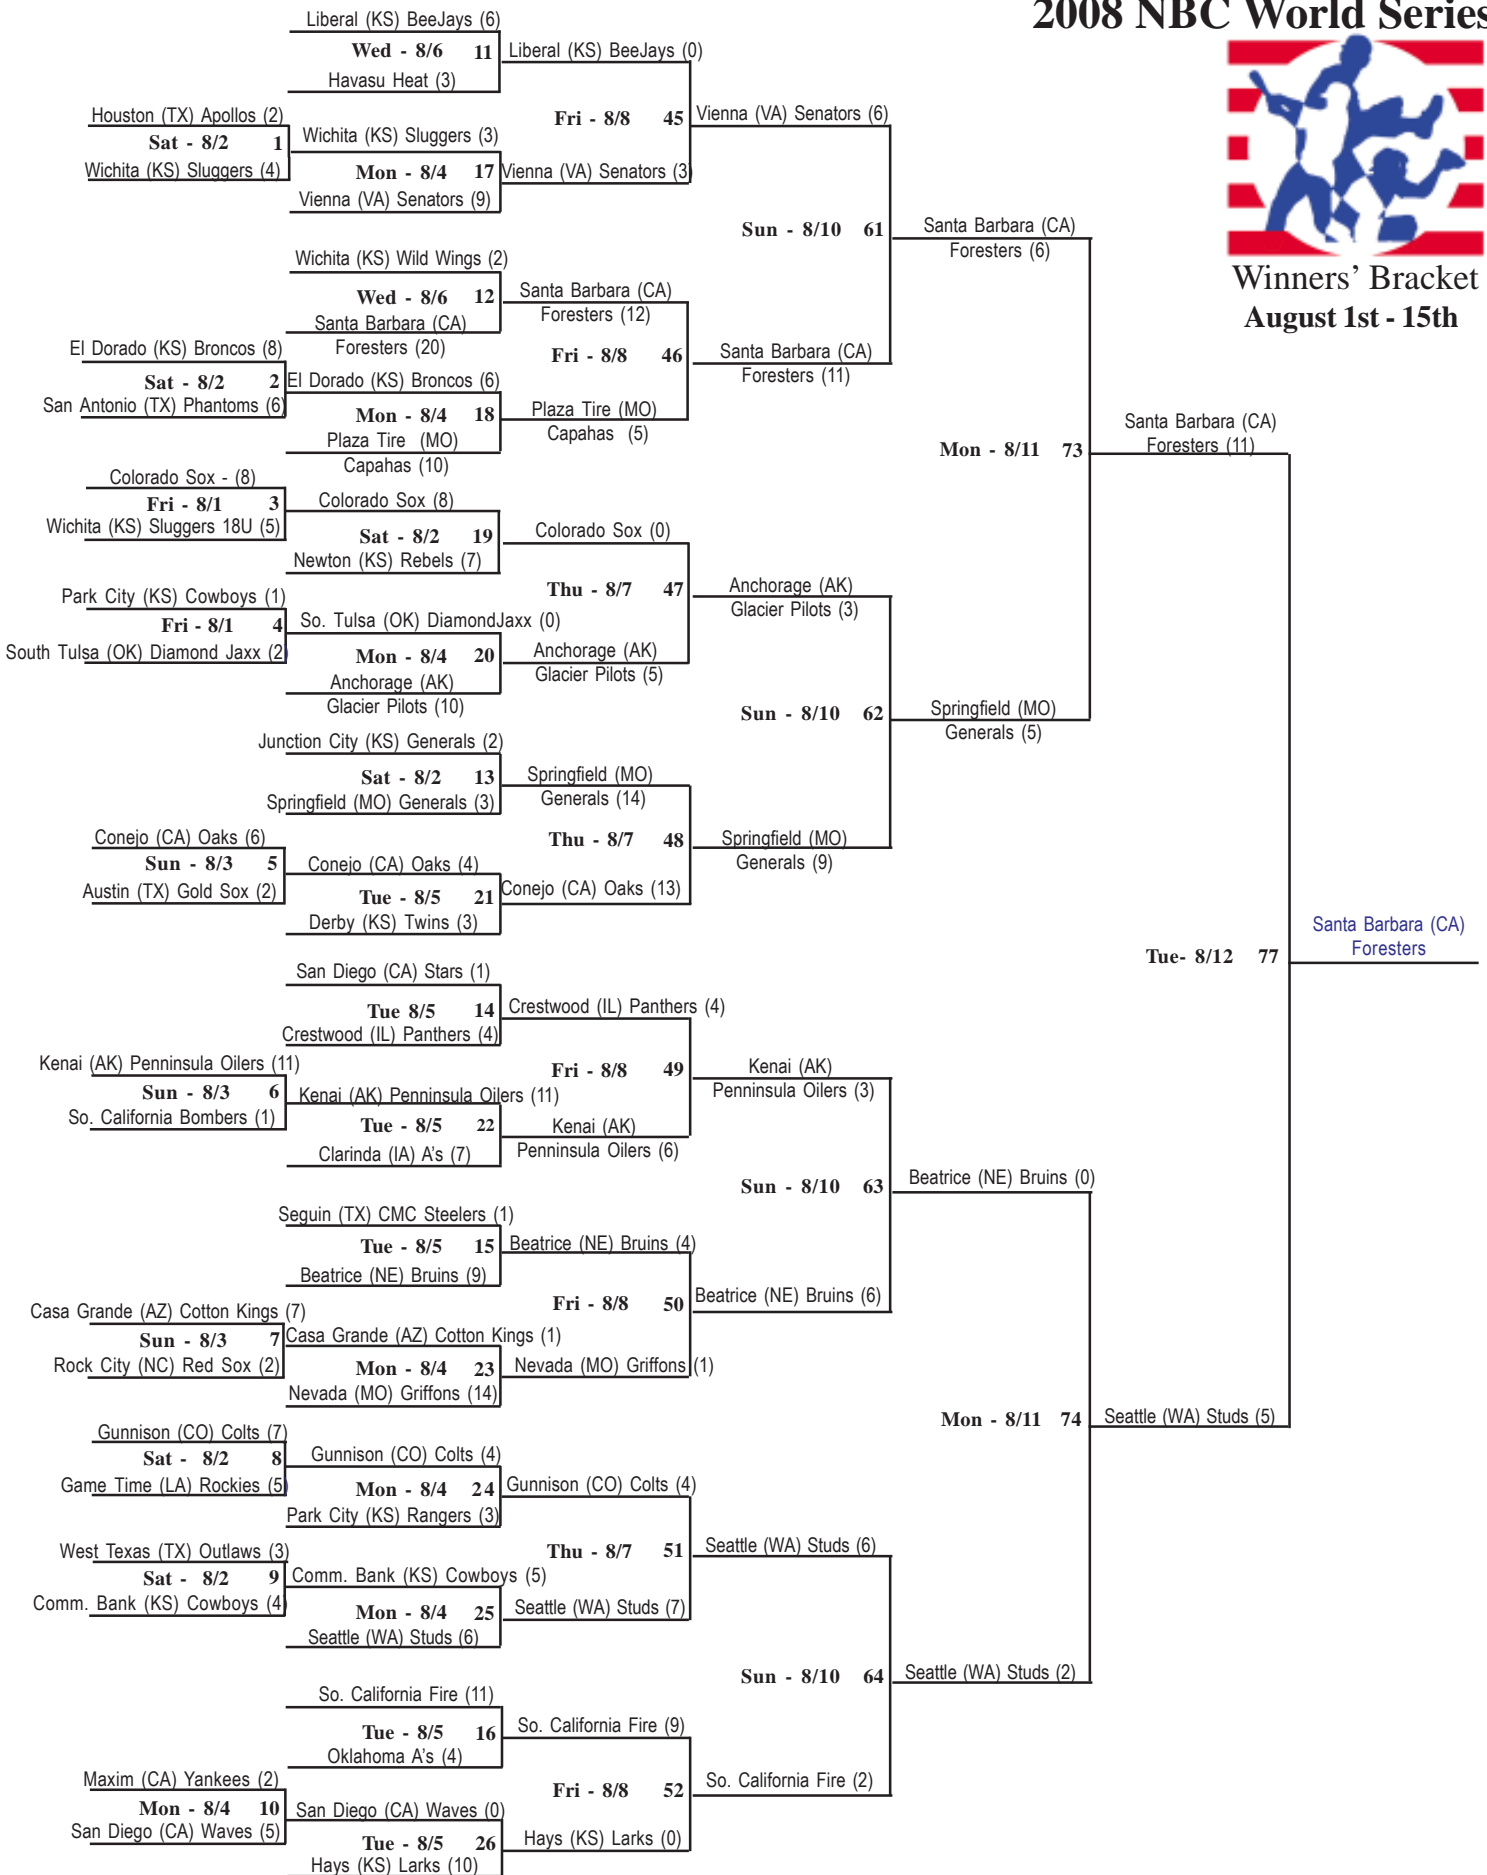 2008 NBC World Series
Winners' Bracket
August 1st - 15th
Liberal (KS) BeeJays (6)
Wed - 8/6 11
Havasu Heat (3)
Liberal (KS) BeeJays (0)
Houston (TX) Apollos (2)
Sat - 8/2 1
Wichita (KS) Sluggers (4)
Wichita (KS) Sluggers (3)
Mon - 8/4 17
Vienna (VA) Senators (9)
Vienna (VA) Senators (3)
Fri - 8/8 45
Vienna (VA) Senators (6)
Sun - 8/10 61
Wichita (KS) Wild Wings (2)
Wed - 8/6 12
Santa Barbara (CA)
Foresters (20)
Santa Barbara (CA)
Foresters (12)
El Dorado (KS) Broncos (8)
Sat - 8/2 2
San Antonio (TX) Phantoms (6)
El Dorado (KS) Broncos (6)
Mon - 8/4 18
Plaza Tire (MO)
Capahas (10)
Plaza Tire (MO)
Capahas (5)
Fri - 8/8 46
Santa Barbara (CA)
Foresters (11)
Santa Barbara (CA)
Foresters (6)
Mon - 8/11 73
Santa Barbara (CA)
Foresters (11)
Colorado Sox - (8)
Fri - 8/1 3
Wichita (KS) Sluggers 18U (5)
Colorado Sox (8)
Sat - 8/2 19
Newton (KS) Rebels (7)
Colorado Sox (0)
Thu - 8/7 47
Park City (KS) Cowboys (1)
Fri - 8/1 4
South Tulsa (OK) Diamond Jaxx (2)
So. Tulsa (OK) DiamondJaxx (0)
Mon - 8/4 20
Anchorage (AK)
Glacier Pilots (10)
Anchorage (AK)
Glacier Pilots (5)
Anchorage (AK)
Glacier Pilots (3)
Sun - 8/10 62
Springfield (MO)
Generals (5)
Junction City (KS) Generals (2)
Sat - 8/2 13
Springfield (MO) Generals (3)
Springfield (MO)
Generals (14)
Thu - 8/7 48
Springfield (MO)
Generals (9)
Conejo (CA) Oaks (6)
Sun - 8/3 5
Austin (TX) Gold Sox (2)
Conejo (CA) Oaks (4)
Tue - 8/5 21
Derby (KS) Twins (3)
Conejo (CA) Oaks (13)
Tue- 8/12 77
Santa Barbara (CA)
Foresters
San Diego (CA) Stars (1)
Tue 8/5 14
Crestwood (IL) Panthers (4)
Crestwood (IL) Panthers (4)
Kenai (AK) Penninsula Oilers (11)
Sun - 8/3 6
So. California Bombers (1)
Kenai (AK) Penninsula Oilers (11)
Tue - 8/5 22
Clarinda (IA) A's (7)
Kenai (AK)
Penninsula Oilers (6)
Fri - 8/8 49
Kenai (AK)
Penninsula Oilers (3)
Sun - 8/10 63
Beatrice (NE) Bruins (0)
Seguin (TX) CMC Steelers (1)
Tue - 8/5 15
Beatrice (NE) Bruins (9)
Beatrice (NE) Bruins (4)
Fri - 8/8 50
Beatrice (NE) Bruins (6)
Casa Grande (AZ) Cotton Kings (7)
Sun - 8/3 7
Rock City (NC) Red Sox (2)
Casa Grande (AZ) Cotton Kings (1)
Mon - 8/4 23
Nevada (MO) Griffons (14)
Nevada (MO) Griffons (1)
Mon - 8/11 74
Seattle (WA) Studs (5)
Gunnison (CO) Colts (7)
Sat - 8/2 8
Game Time (LA) Rockies (5)
Gunnison (CO) Colts (4)
Mon - 8/4 24
Park City (KS) Rangers (3)
Gunnison (CO) Colts (4)
Thu - 8/7 51
Seattle (WA) Studs (6)
West Texas (TX) Outlaws (3)
Sat - 8/2 9
Comm. Bank (KS) Cowboys (4)
Comm. Bank (KS) Cowboys (5)
Mon - 8/4 25
Seattle (WA) Studs (6)
Seattle (WA) Studs (7)
Sun - 8/10 64
Seattle (WA) Studs (2)
So. California Fire (11)
Tue - 8/5 16
Oklahoma A's (4)
So. California Fire (9)
Fri - 8/8 52
So. California Fire (2)
Maxim (CA) Yankees (2)
Mon - 8/4 10
San Diego (CA) Waves (5)
San Diego (CA) Waves (0)
Tue - 8/5 26
Hays (KS) Larks (10)
Hays (KS) Larks (0)